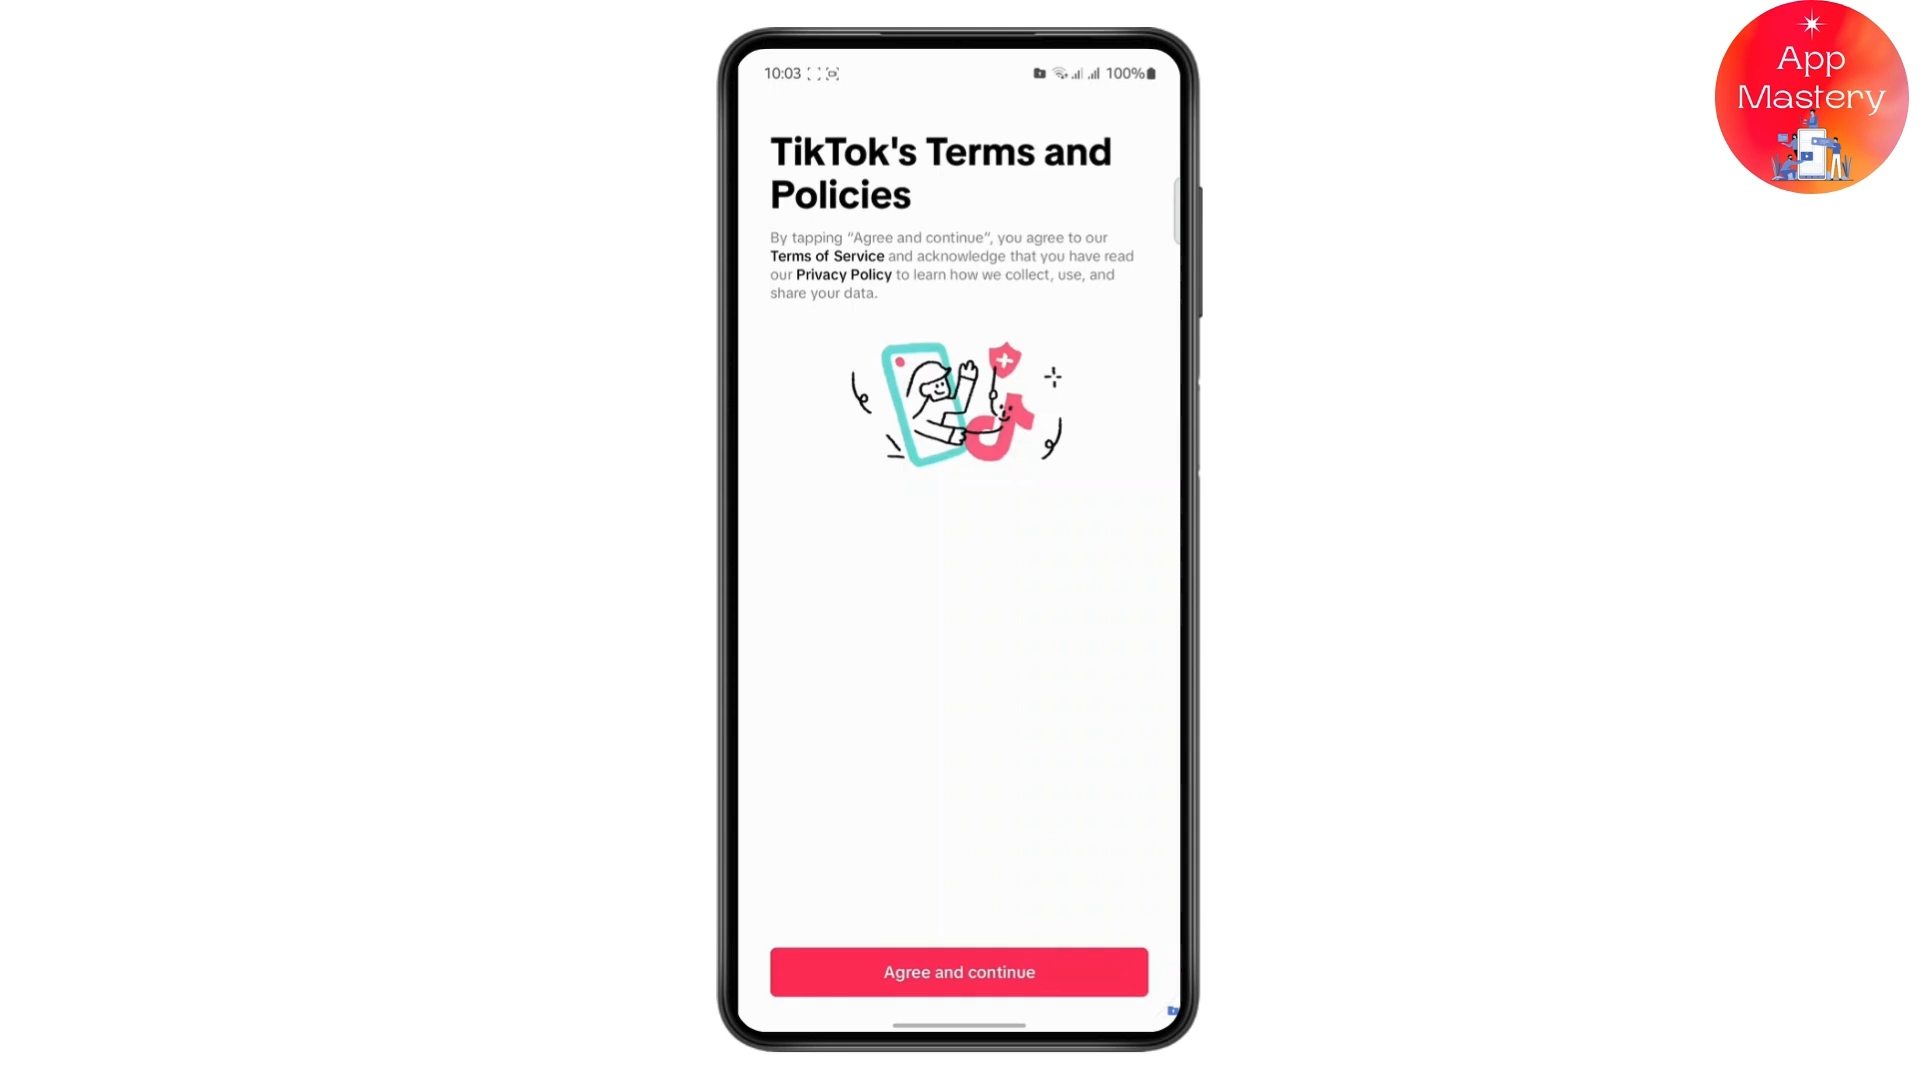 App
Mastery
10:03
100%
TikTok's Terms and
Policies
By tapping “Agree and continue”, you agree to our
Terms of Service and acknowledge that you have read
our Privacy Policy to learn how we collect, use, and
share your data.
Agree and continue